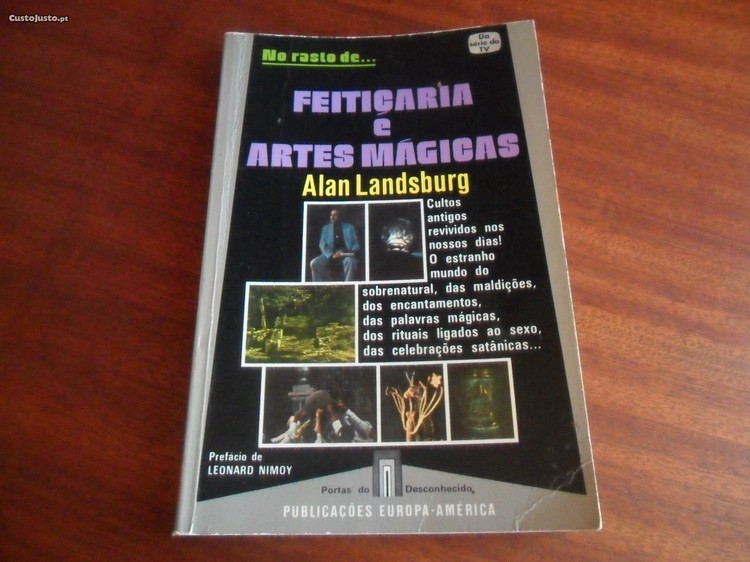 CustoJusto.pt
Da
série da
TV
No rasto de...
FEITIÇARIA
e
ARTES MÁGICAS
Alan Landsburg
Cultos
antigos
revividos nos
nossos dias!
O estranho
mundo do
sobrenatural, das maldições,
dos encantamentos,
das palavras mágicas,
dos rituais ligados ao sexo,
das celebrações satânicas...
Prefácio de
LEONARD NIMOY
Portas do Desconhecido
PUBLICAÇÕES EUROPA-AMÉRICA